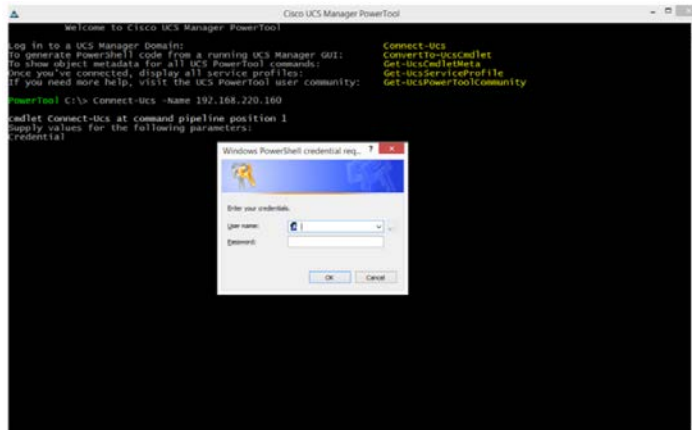 Cisco UCS Manager PowerTool
Welcome to Cisco UCS Manager PowerTool
Log in to a UCS Manager Domain: Connect-Ucs
To generate PowerShell code from a running UCS Manager GUI: ConvertTo-UcsCmdlet
To show object metadata for all UCS PowerTool commands: Get-UcsCmdletMeta
Once you've connected, display all service profiles: Get-UcsServiceProfile
If you need more help, visit the UCS PowerTool user community: Get-UcsPowerToolCommunity
PowerTool C:\> Connect-Ucs -Name 192.168.220.160
cmdlet Connect-Ucs at command pipeline position 1
Supply values for the following parameters:
Credential
Windows PowerShell credential req...
Enter your credentials.
User name:
Password:
OK Cancel